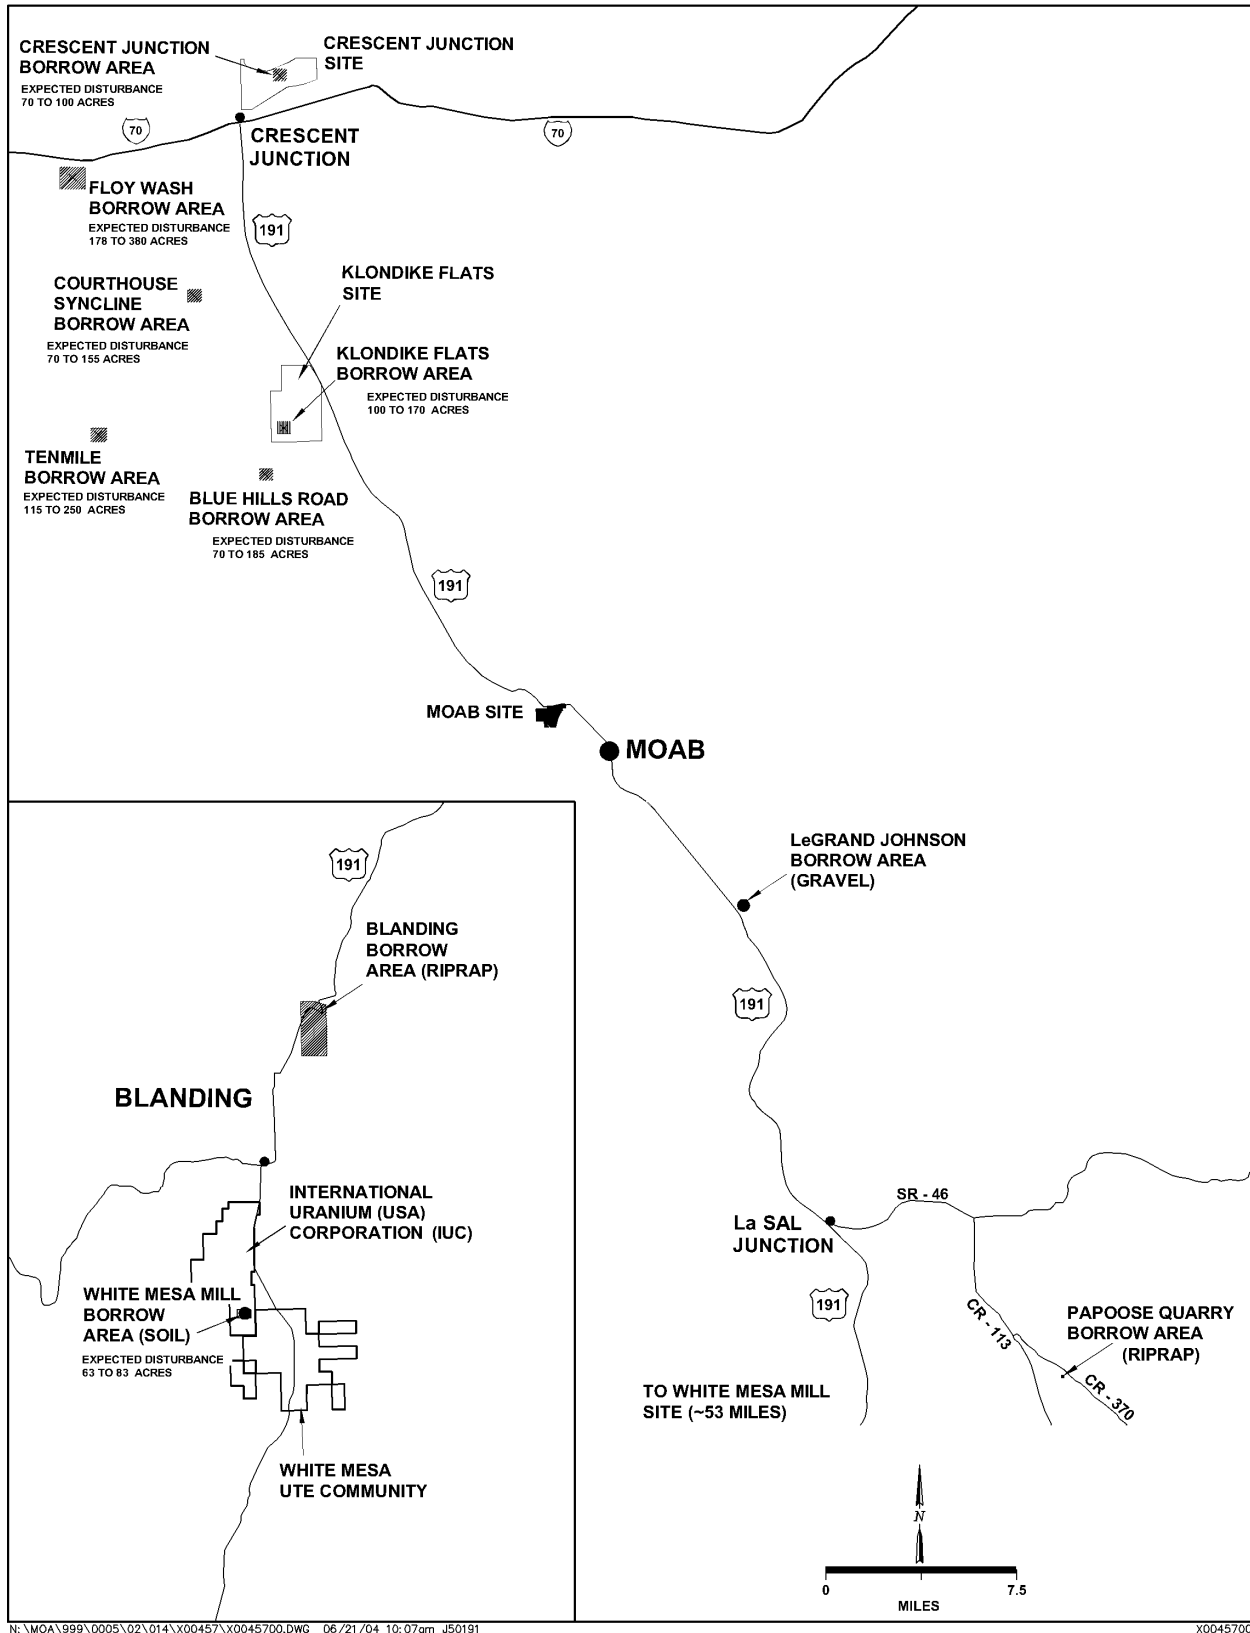 CRESCENT JUNCTION
BORROW AREA
EXPECTED DISTURBANCE
70 TO 100 ACRES
CRESCENT JUNCTION
SITE
70
CRESCENT
JUNCTION
70
FLOY WASH
BORROW AREA
EXPECTED DISTURBANCE
178 TO 380 ACRES
191
COURTHOUSE
SYNCLINE
BORROW AREA
EXPECTED DISTURBANCE
70 TO 155 ACRES
KLONDIKE FLATS
SITE
KLONDIKE FLATS
BORROW AREA
EXPECTED DISTURBANCE
100 TO 170 ACRES
TENMILE
BORROW AREA
EXPECTED DISTURBANCE
115 TO 250 ACRES
BLUE HILLS ROAD
BORROW AREA
EXPECTED DISTURBANCE
70 TO 185 ACRES
191
MOAB SITE
MOAB
LeGRAND JOHNSON
BORROW AREA
(GRAVEL)
191
191
BLANDING
BORROW
AREA (RIPRAP)
BLANDING
INTERNATIONAL
URANIUM (USA)
CORPORATION (IUC)
WHITE MESA MILL
BORROW
AREA (SOIL)
EXPECTED DISTURBANCE
63 TO 83 ACRES
WHITE MESA
UTE COMMUNITY
SR - 46
La SAL
JUNCTION
191
CR - 113
PAPOOSE QUARRY
BORROW AREA
(RIPRAP)
CR - 370
TO WHITE MESA MILL
SITE (~53 MILES)
N
0 7.5
MILES
N: \MOA\999\0005\02\014\X00457\X0045700.DWG 06/21/04 10:07am J50191
X0045700